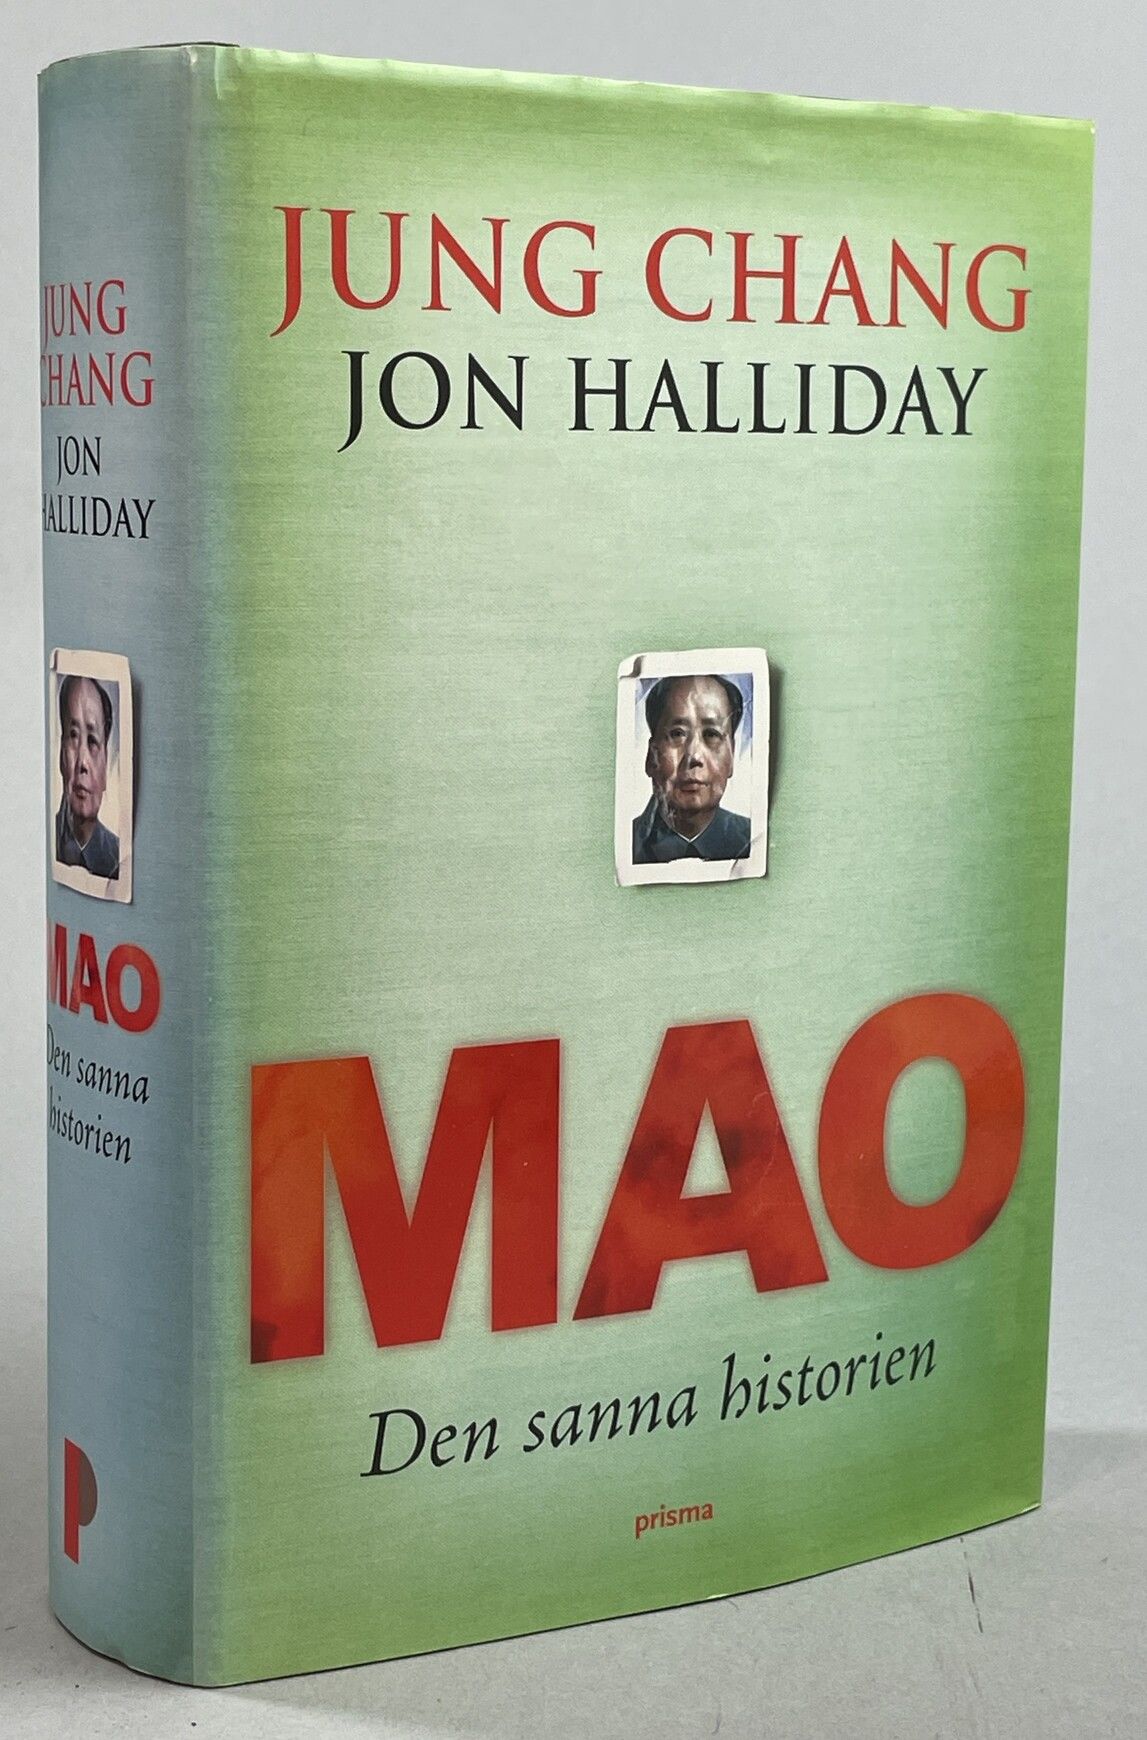 JUNG CHANG
JON HALLIDAY
MAO
Den sanna historien
prisma
JUNG
CHANG
JON
HALLIDAY
MAO
Den sanna
historien